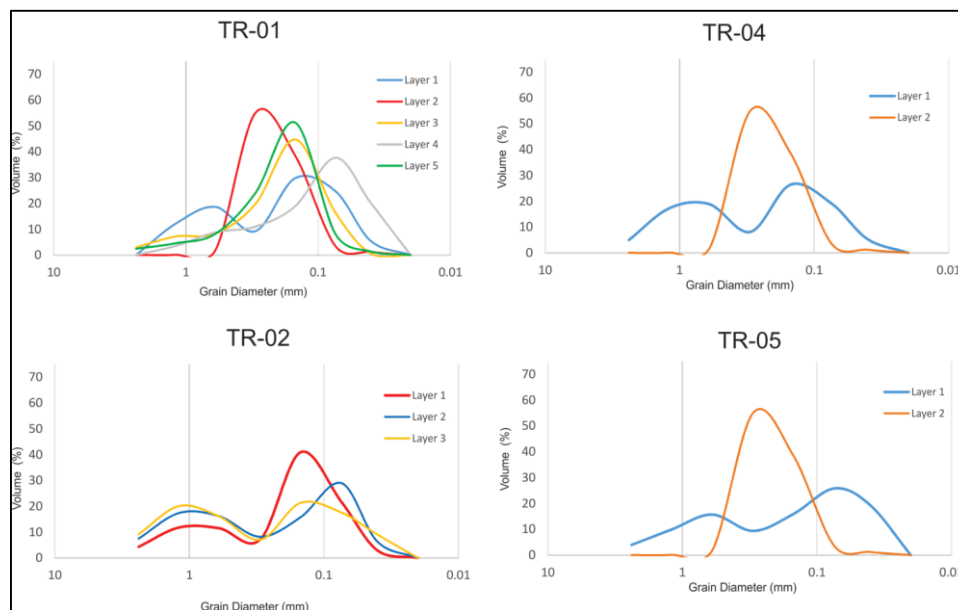 TR-01
70
60
50
40
30
20
10
0
Volume (%)
10
1
0.1
0.01
Grain Diameter (mm)
Layer 1
Layer 2
Layer 3
Layer 4
Layer 5
TR-04
70
60
50
40
30
20
10
0
Volume (%)
10
1
0.1
0.01
Grain Diameter (mm)
Layer 1
Layer 2
TR-02
70
60
50
40
30
20
10
0
Volume (%)
10
1
0.1
0.01
Grain Diameter (mm)
Layer 1
Layer 2
Layer 3
TR-05
70
60
50
40
30
20
10
0
Volume (%)
10
1
0.1
0.01
Grain Diameter (mm)
Layer 1
Layer 2